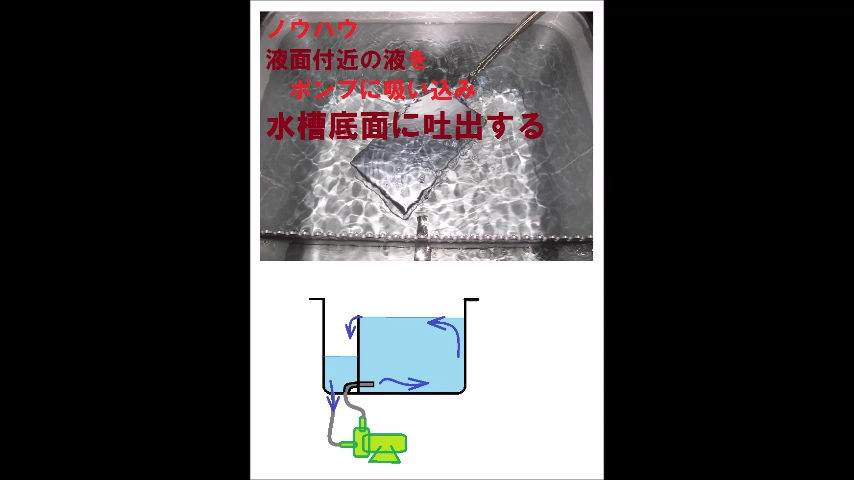 ノウハウ
液面付近の液を
ポンプに吸い込み
水槽底面に吐出する